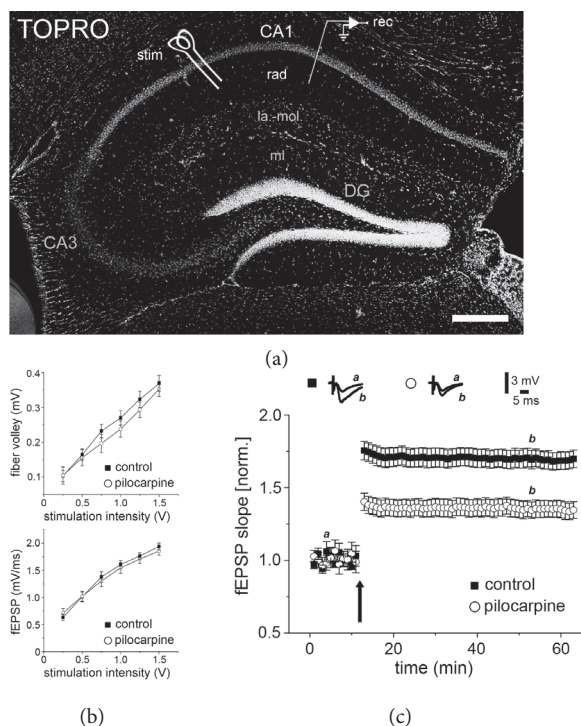 TOPRO
stim
CA1
rec
rad
la.-mol.
ml
DG
CA3
(a)
fiber volley (mV)
0.4
0.3
0.2
0.1
control
pilocarpine
0 0.5 1.0 1.5
stimulation intensity (V)
fEPSP (mV/ms)
2.0
1.0
0
control
pilocarpine
0 0.5 1.0 1.5
stimulation intensity (V)
(b)
a
b
a
b
3 mV
5 ms
fEPSP slope [norm.]
2.0
1.5
1.0
0.5
a
b
b
control
pilocarpine
0 20 40 60
time (min)
(c)